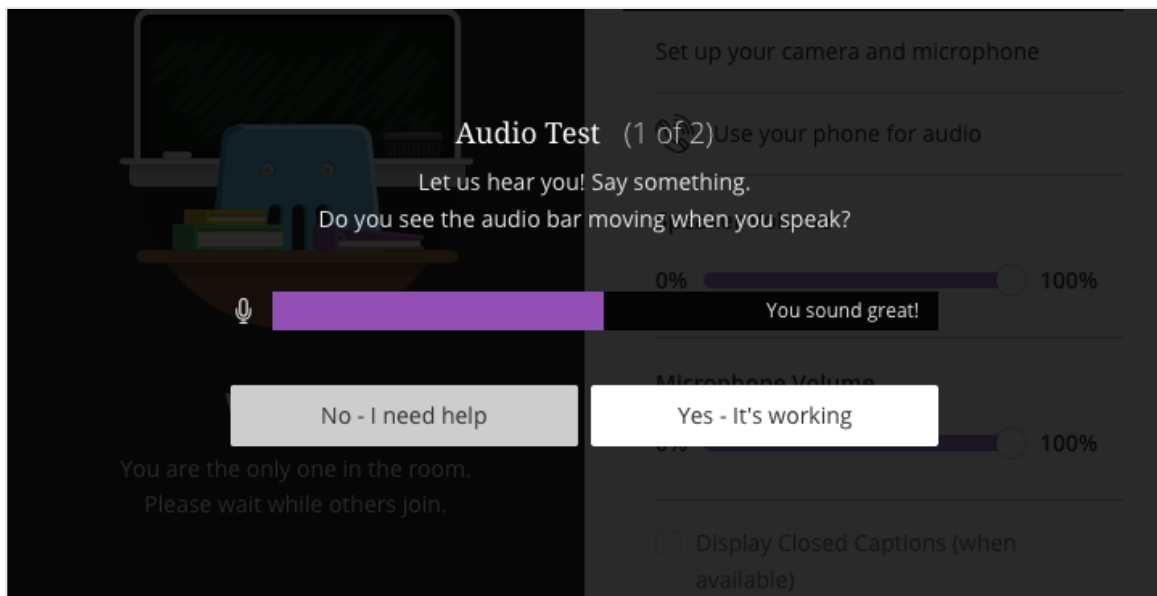 Set up your camera and microphone
Audio Test (1 of 2)
Use your phone for audio
Let us hear you! Say something.
Do you see the audio bar moving when you speak?
0% 100%
You sound great!
Microphone Volume
No - I need help
Yes - It's working
0% 100%
You are the only one in the room.
Please wait while others join.
Display Closed Captions (when
available)